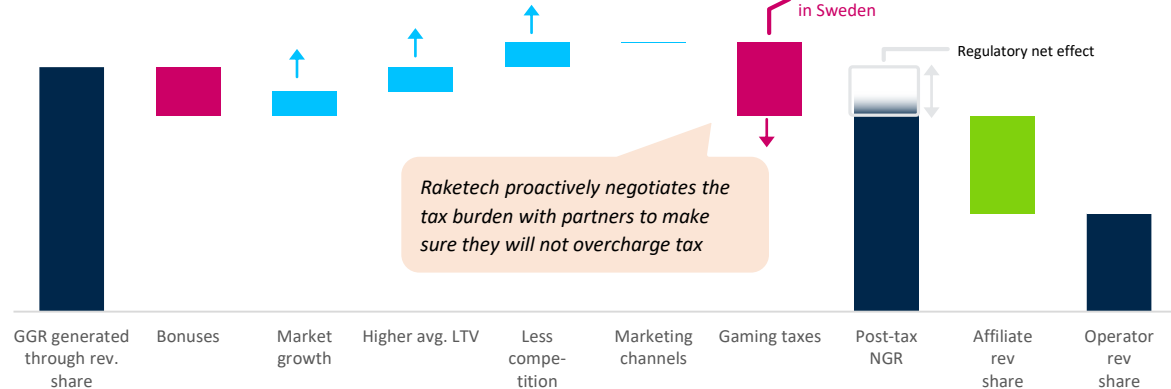 in Sweden
Regulatory net effect
Raketech proactively negotiates the
tax burden with partners to make
sure they will not overcharge tax
GGR generated
through rev.
share
Bonuses
Market
growth
Higher avg. LTV
Less
compe-
tition
Marketing
channels
Gaming taxes
Post-tax
NGR
Affiliate
rev
share
Operator
rev
share